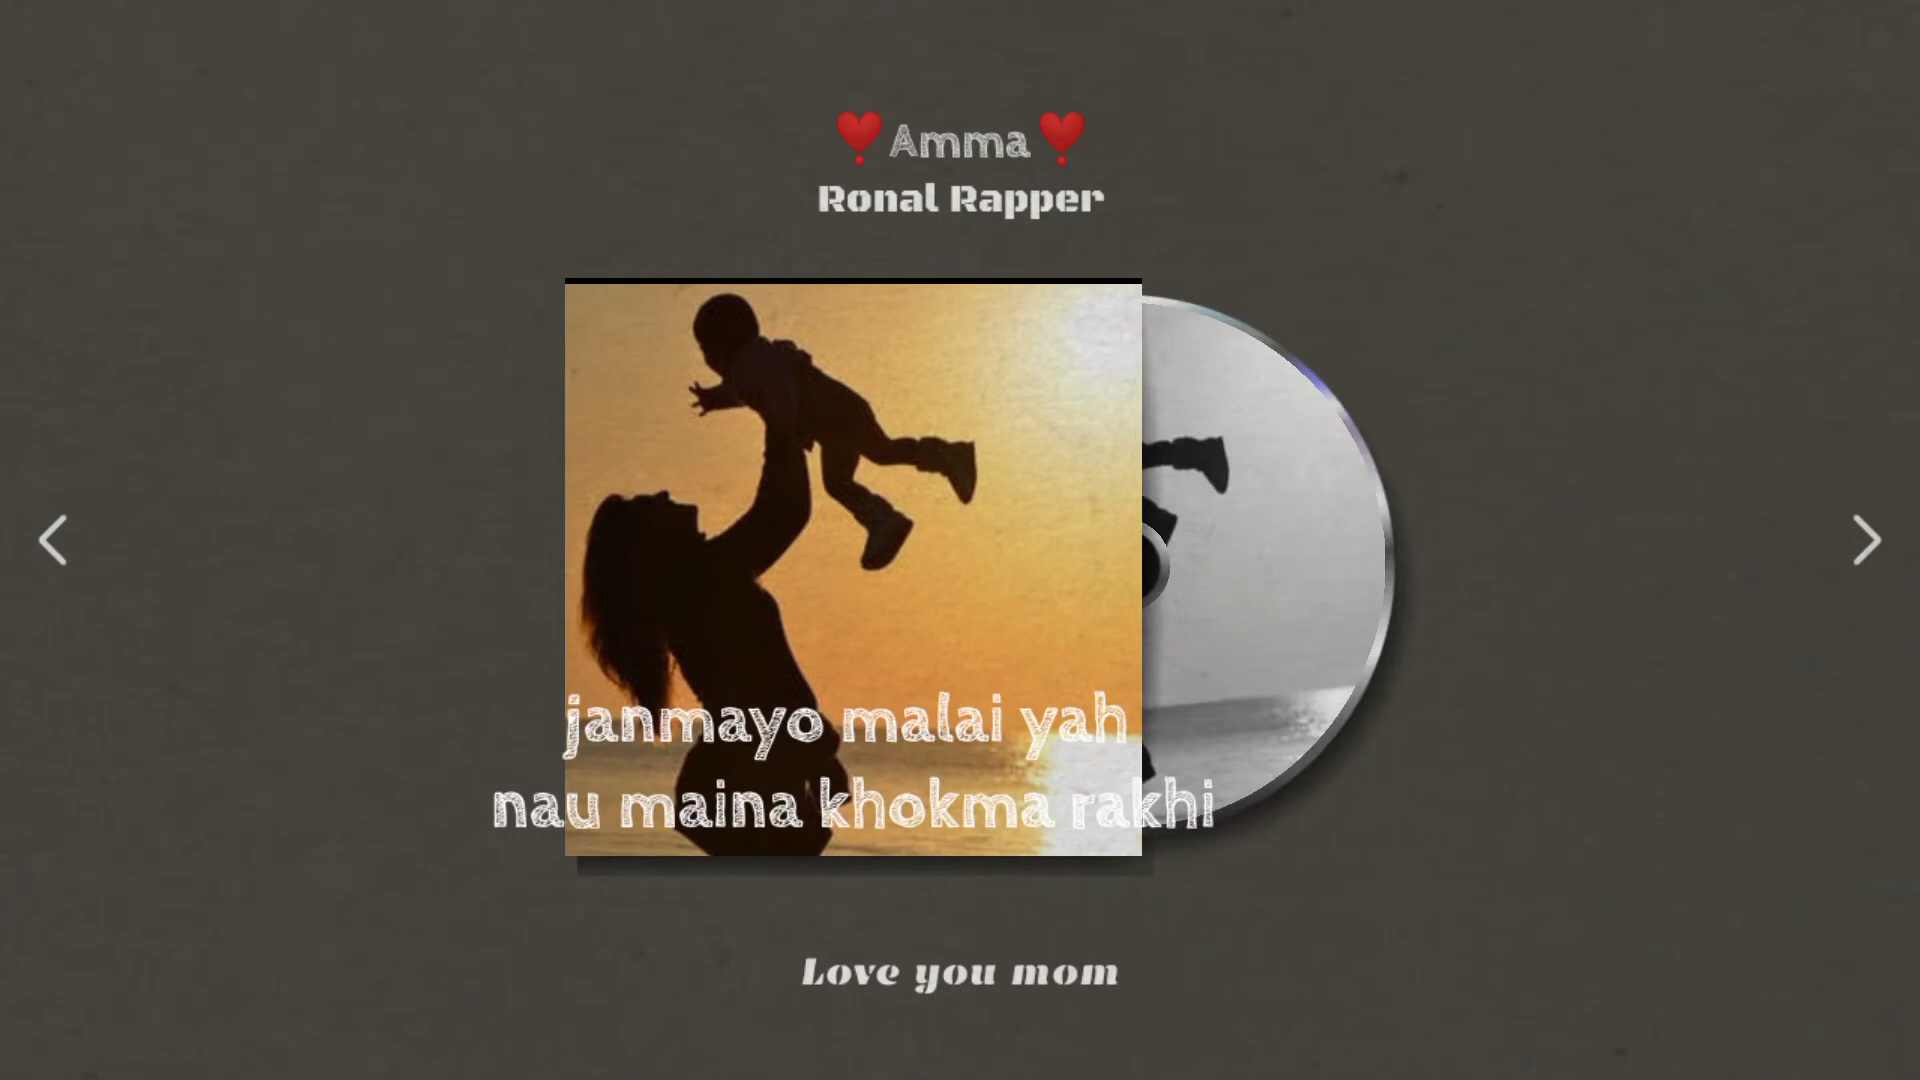 ❣️Amma❣️
Ronal Rapper
janmayo malai yah
nau maina khokma rakhi
Love you mom